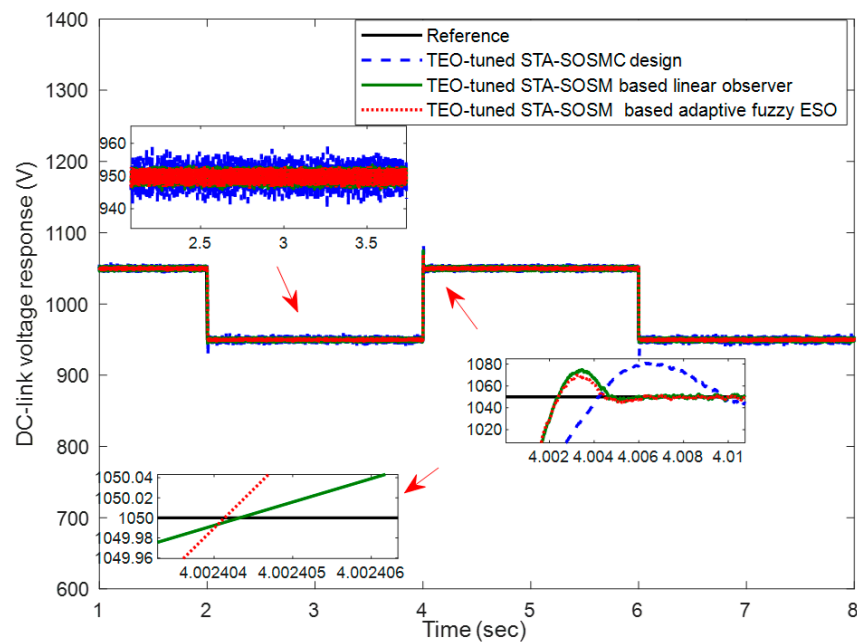 1400
1300
1200
1100
1000
900
800
700
600
DC-link voltage response (V)
Reference
TEO-tuned STA-SOSMC design
TEO-tuned STA-SOSM based linear observer
TEO-tuned STA-SOSM based adaptive fuzzy ESO
960
950
940
2.5 3 3.5
1080
1060
1040
1020
4.002 4.004 4.006 4.008 4.01
1050.04
1050.02
1050
1049.98
1049.96
4.002404 4.002405 4.002406
1 2 3 4 5 6 7 8
Time (sec)